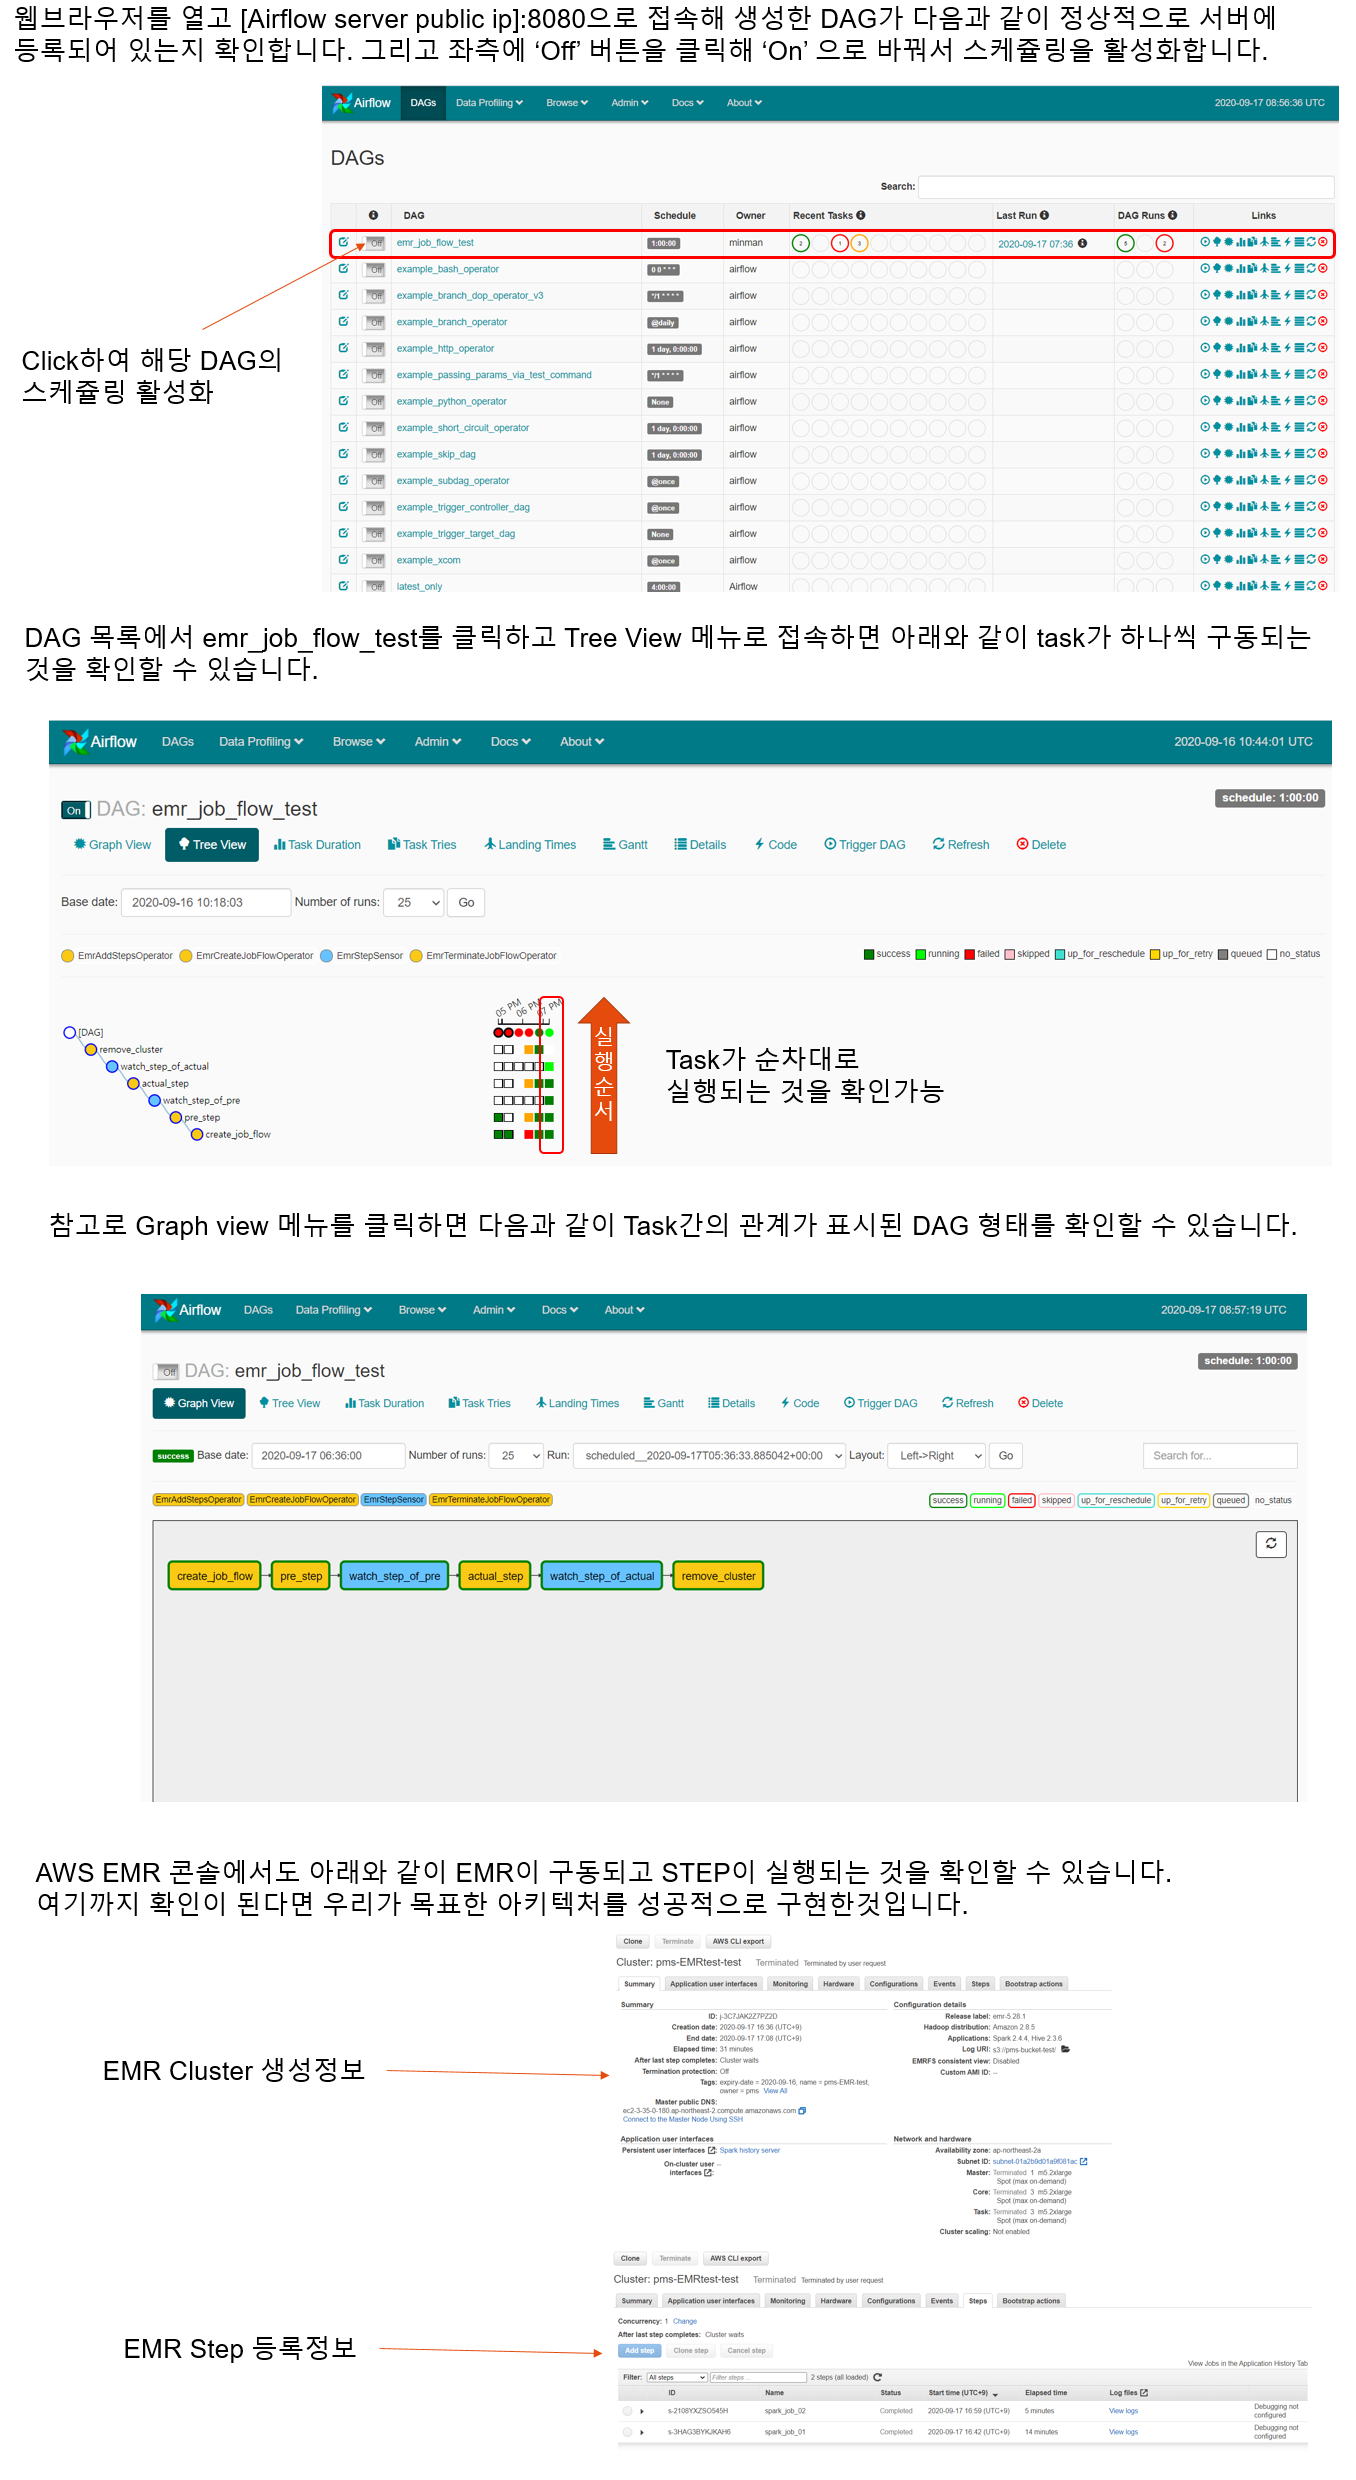 웹브라우저를 열고 [Airflow server public ip]:8080으로 접속해 생성한 DAG가 다음과 같이 정상적으로 서버에
등록되어 있는지 확인합니다. 그리고 좌측에 ‘Off’ 버튼을 클릭해 ‘On’ 으로 바꿔서 스케쥴링을 활성화합니다.
Airflow DAGs Data Profiling Browse Admin Docs About 2020-09-17 08:56:36 UTC
DAGs
Search:
DAG Schedule Owner Recent Tasks Last Run DAG Runs Links
Off emr_job_flow_test 1:00:00 minman 2 1 3 2020-09-17 07:36 5 2
Off example_bash_operator 0 0 * * * airflow
Off example_branch_dop_operator_v3 */1 * * * * airflow
Off example_branch_operator @daily airflow
Off example_http_operator 1 day, 0:00:00 airflow
Off example_passing_params_via_test_command */1 * * * * airflow
Off example_python_operator None airflow
Off example_short_circuit_operator 1 day, 0:00:00 airflow
Off example_skip_dag 1 day, 0:00:00 airflow
Off example_subdag_operator @once airflow
Off example_trigger_controller_dag @once airflow
Off example_trigger_target_dag None airflow
Off example_xcom @once airflow
Off latest_only 4:00:00 Airflow
Click하여 해당 DAG의
스케쥴링 활성화
DAG 목록에서 emr_job_flow_test를 클릭하고 Tree View 메뉴로 접속하면 아래와 같이 task가 하나씩 구동되는
것을 확인할 수 있습니다.
Airflow DAGs Data Profiling Browse Admin Docs About 2020-09-16 10:44:01 UTC
On DAG: emr_job_flow_test schedule: 1:00:00
Graph View Tree View Task Duration Task Tries Landing Times Gantt Details Code Trigger DAG Refresh Delete
Base date: 2020-09-16 10:18:03 Number of runs: 25 Go
EmrAddStepsOperator EmrCreateJobFlowOperator EmrStepSensor EmrTerminateJobFlowOperator success running failed skipped up_for_reschedule up_for_retry queued no_status
05 PM 06 PM 07 PM
[DAG]
remove_cluster
watch_step_of_actual
actual_step
watch_step_of_pre
pre_step
create_job_flow
실행순서
Task가 순차대로
실행되는 것을 확인가능
참고로 Graph view 메뉴를 클릭하면 다음과 같이 Task간의 관계가 표시된 DAG 형태를 확인할 수 있습니다.
Airflow DAGs Data Profiling Browse Admin Docs About 2020-09-17 08:57:19 UTC
Off DAG: emr_job_flow_test schedule: 1:00:00
Graph View Tree View Task Duration Task Tries Landing Times Gantt Details Code Trigger DAG Refresh Delete
success Base date: 2020-09-17 06:36:00 Number of runs: 25 Run: scheduled__2020-09-17T05:36:33.885042+00:00 Layout: Left->Right Go Search for...
EmrAddStepsOperator EmrCreateJobFlowOperator EmrStepSensor EmrTerminateJobFlowOperator success running failed skipped up_for_reschedule up_for_retry queued no_status
create_job_flow pre_step watch_step_of_pre actual_step watch_step_of_actual remove_cluster
AWS EMR 콘솔에서도 아래와 같이 EMR이 구동되고 STEP이 실행되는 것을 확인할 수 있습니다.
여기까지 확인이 된다면 우리가 목표한 아키텍처를 성공적으로 구현한것입니다.
EMR Cluster 생성정보
Clone Terminate AWS CLI export
Cluster: pms-EMRtest-test Terminated Terminated by user request
Summary Application user interfaces Monitoring Hardware Configurations Events Steps Bootstrap actions
Summary
ID: j-3C7JAK2Z7PZ2D
Creation date: 2020-09-17 16:36 (UTC+9)
End date: 2020-09-17 17:08 (UTC+9)
Elapsed time: 31 minutes
After last step completes: Cluster waits
Termination protection: Off
Tags: expiry-date = 2020-09-16, name = pms-EMR-test,
owner = pms View All
Master public DNS:
ec2-3-35-0-180.ap-northeast-2.compute.amazonaws.com
Connect to the Master Node Using SSH
Configuration details
Release label: emr-5.28.1
Hadoop distribution: Amazon 2.8.5
Applications: Spark 2.4.4, Hive 2.3.6
Log URI: s3://pms-bucket-test/
EMRFS consistent view: Disabled
Custom AMI ID: --
Application user interfaces
Persistent user interfaces : Spark history server
On-cluster user --
interfaces :
Network and hardware
Availability zone: ap-northeast-2a
Subnet ID: subnet-01a2b9d01a9f081ac
Master: Terminated 1 m5.2xlarge
Spot (max on-demand)
Core: Terminated 3 m5.2xlarge
Spot (max on-demand)
Task: Terminated 3 m5.2xlarge
Spot (max on-demand)
Cluster scaling: Not enabled
EMR Step 등록정보
Clone Terminate AWS CLI export
Cluster: pms-EMRtest-test Terminated Terminated by user request
Summary Application user interfaces Monitoring Hardware Configurations Events Steps Bootstrap actions
Concurrency: 1 Change
After last step completes: Cluster waits
Add step Clone step Cancel step
View Jobs in the Application History Tab
Filter: All steps Filter steps ... 2 steps (all loaded)
ID Name Status Start time (UTC+9) Elapsed time Log files
s-2108YXZSO545H spark_job_02 Completed 2020-09-17 16:59 (UTC+9) 5 minutes View logs Debugging not configured
s-3HAG3BYKJKAH6 spark_job_01 Completed 2020-09-17 16:42 (UTC+9) 14 minutes View logs Debugging not configured